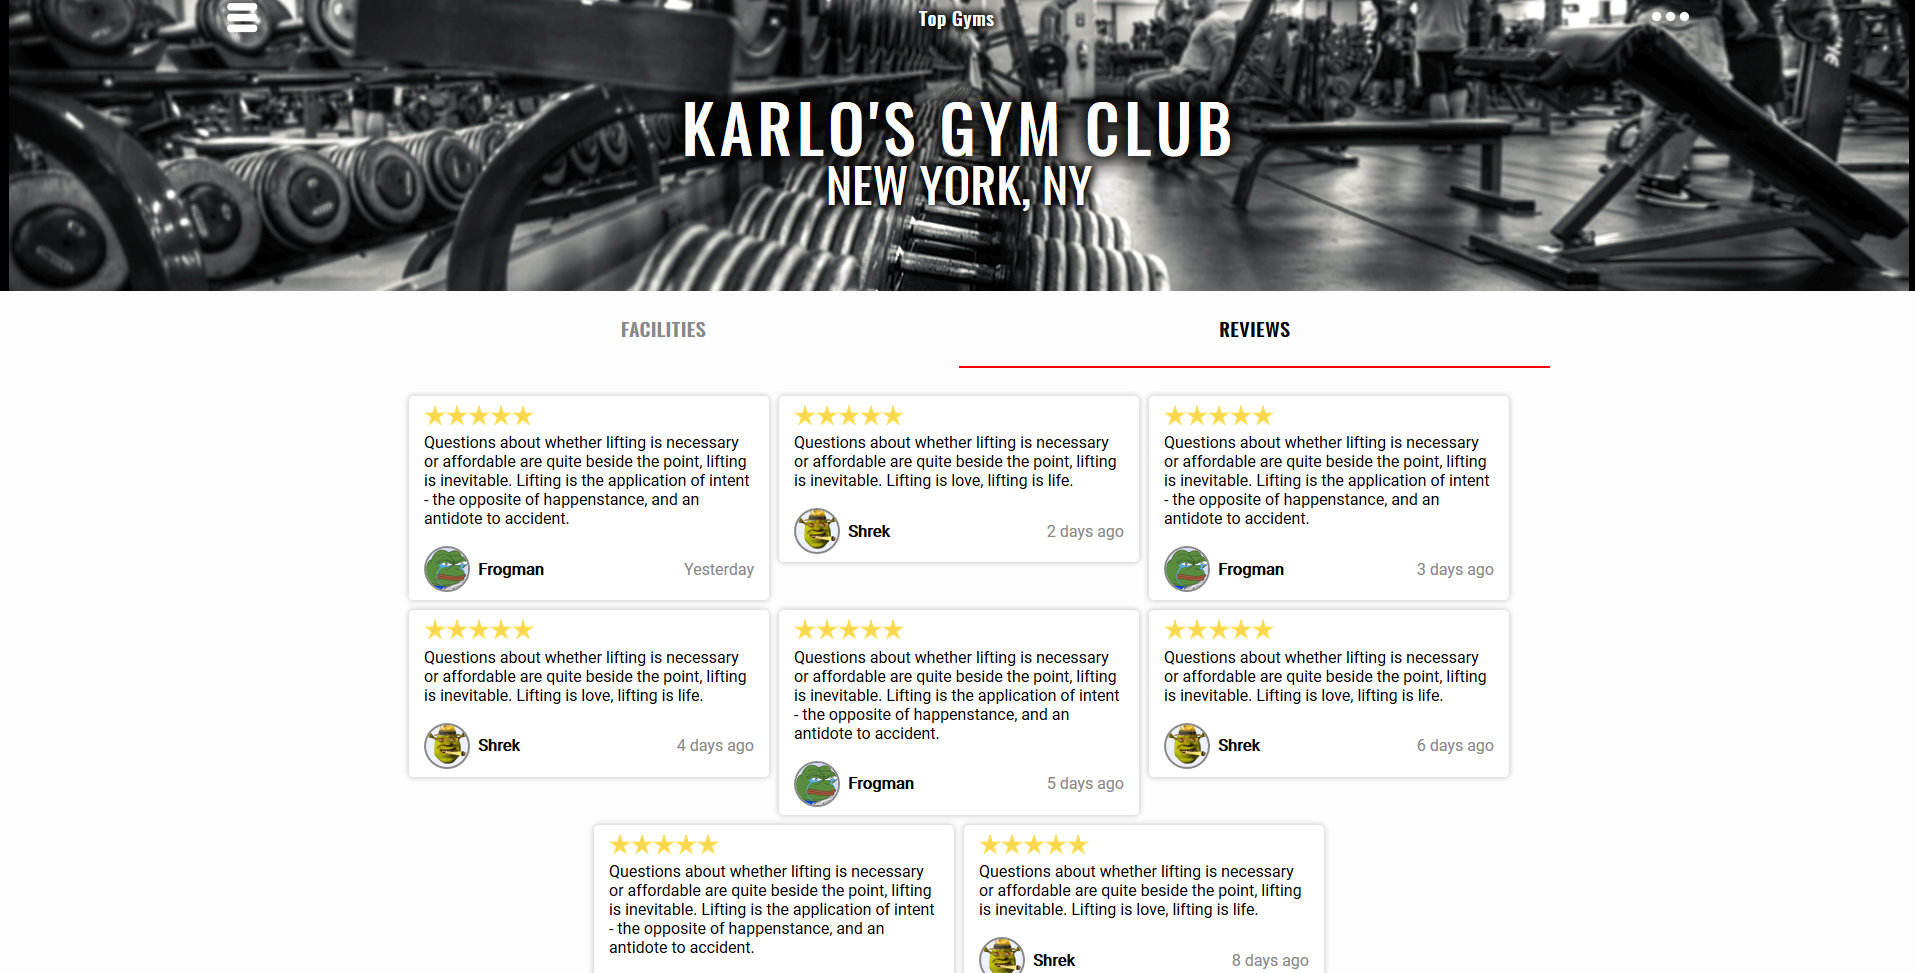 Top Gyms
KARLO'S GYM CLUB
NEW YORK, NY
FACILITIES
REVIEWS
Questions about whether lifting is necessary
or affordable are quite beside the point, lifting
is inevitable. Lifting is the application of intent
- the opposite of happenstance, and an
antidote to accident.
Frogman
Yesterday
Questions about whether lifting is necessary
or affordable are quite beside the point, lifting
is inevitable. Lifting is love, lifting is life.
Shrek
2 days ago
Questions about whether lifting is necessary
or affordable are quite beside the point, lifting
is inevitable. Lifting is the application of intent
- the opposite of happenstance, and an
antidote to accident.
Frogman
3 days ago
Questions about whether lifting is necessary
or affordable are quite beside the point, lifting
is inevitable. Lifting is love, lifting is life.
Shrek
4 days ago
Questions about whether lifting is necessary
or affordable are quite beside the point, lifting
is inevitable. Lifting is the application of intent
- the opposite of happenstance, and an
antidote to accident.
Frogman
5 days ago
Questions about whether lifting is necessary
or affordable are quite beside the point, lifting
is inevitable. Lifting is love, lifting is life.
Shrek
6 days ago
Questions about whether lifting is necessary
or affordable are quite beside the point, lifting
is inevitable. Lifting is the application of intent
- the opposite of happenstance, and an
antidote to accident.
Questions about whether lifting is necessary
or affordable are quite beside the point, lifting
is inevitable. Lifting is love, lifting is life.
Shrek
8 days ago